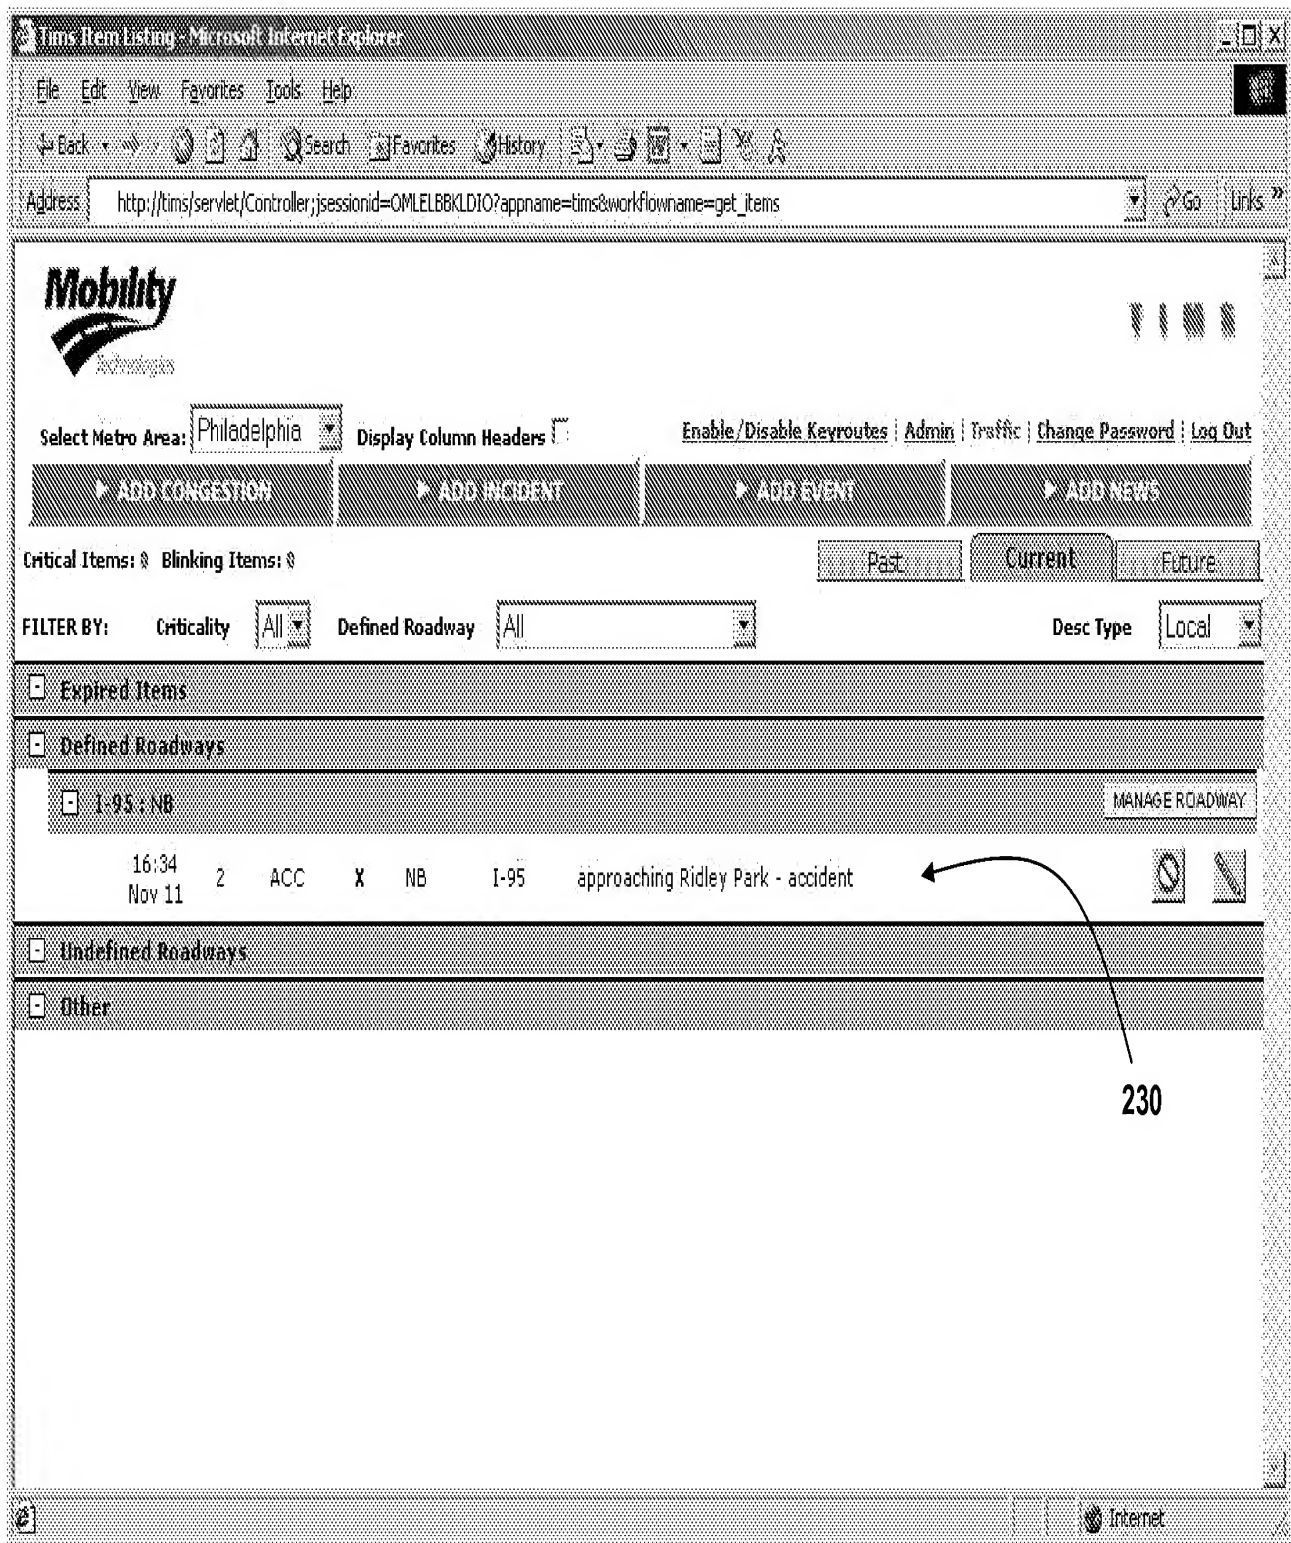 Tims Item Listing - Microsoft Internet Explorer
File Edit View Favorites Tools Help
Back Search Favorites History
Address http://tims/servlet/Controller;jsessionid=OMLELBBKLDIO?appname=tims&workflowname=get_items Go Links »
Mobility
Technologies
T I M S
Select Metro Area: Philadelphia Display Column Headers Enable/Disable Keyroutes | Admin | Traffic | Change Password | Log Out
ADD CONGESTION ADD INCIDENT ADD EVENT ADD NEWS
Critical Items: 0 Blinking Items: 0 Past Current Future
FILTER BY: Criticality All Defined Roadway All Desc Type Local
- Expired Items
- Defined Roadways
- I-95 : NB MANAGE ROADWAY
16:34
Nov 11 2 ACC X NB I-95 approaching Ridley Park - accident
- Undefined Roadways
- Other
230
Internet